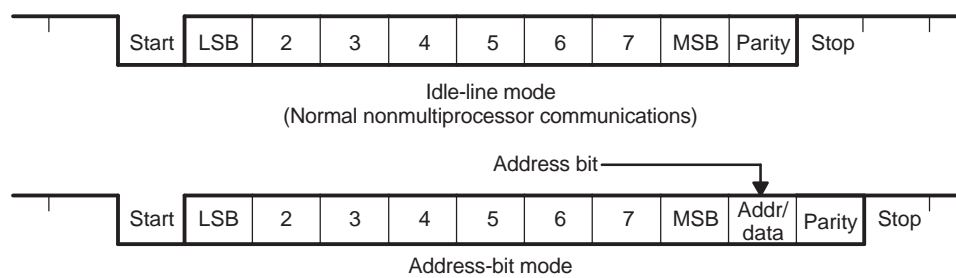 Start LSB 2 3 4 5 6 7 MSB Parity Stop
Idle-line mode
(Normal nonmultiprocessor communications)
Address bit
Start LSB 2 3 4 5 6 7 MSB Addr/ data Parity Stop
Address-bit mode